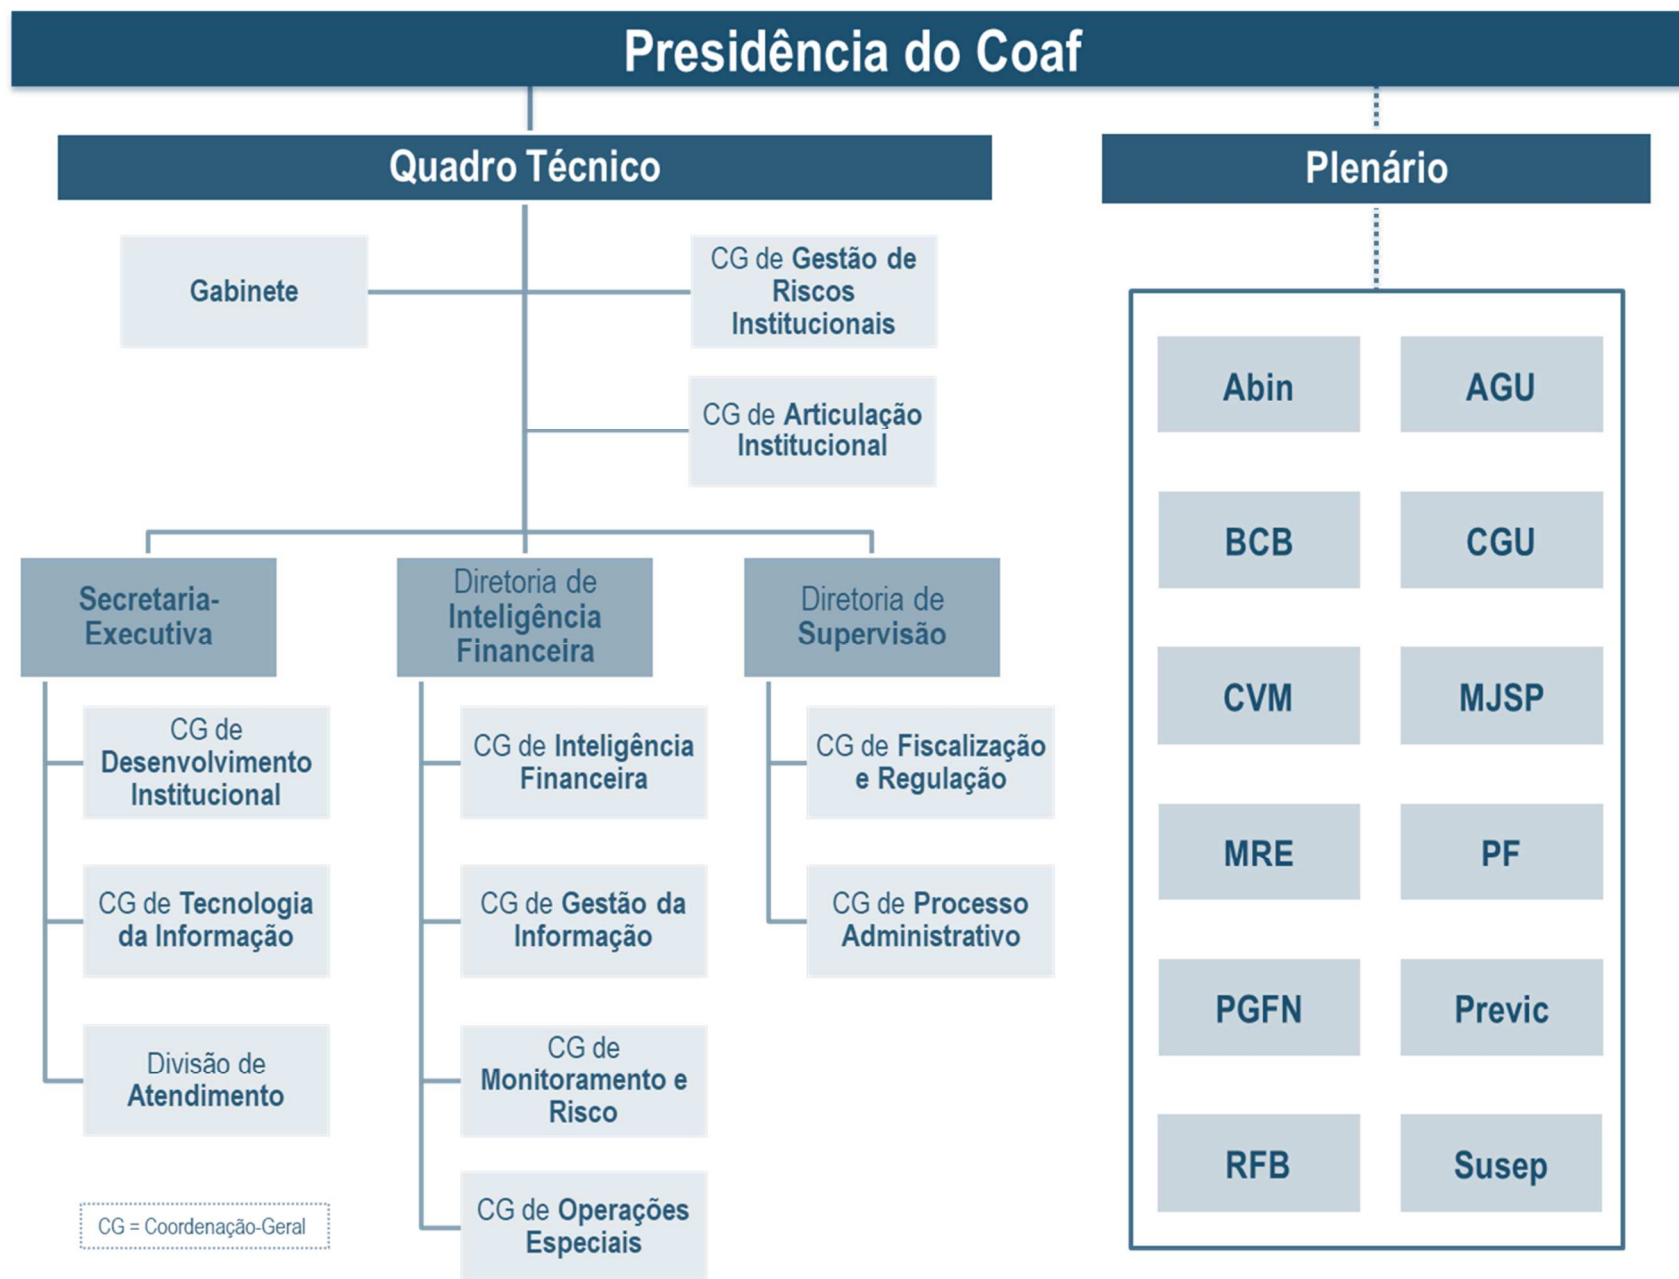 Presidência do Coaf
Quadro Técnico
Plenário
Gabinete
CG de Gestão de
Riscos
Institucionais
CG de Articulação
Institucional
Secretaria-
Executiva
Diretoria de
Inteligência
Financeira
Diretoria de
Supervisão
CG de
Desenvolvimento
Institucional
CG de Tecnologia
da Informação
Divisão de
Atendimento
CG de Inteligência
Financeira
CG de Gestão da
Informação
CG de
Monitoramento e
Risco
CG de Operações
Especiais
CG de Fiscalização
e Regulação
CG de Processo
Administrativo
Abin
AGU
BCB
CGU
CVM
MJSP
MRE
PF
PGFN
Previc
RFB
Susep
CG = Coordenação-Geral